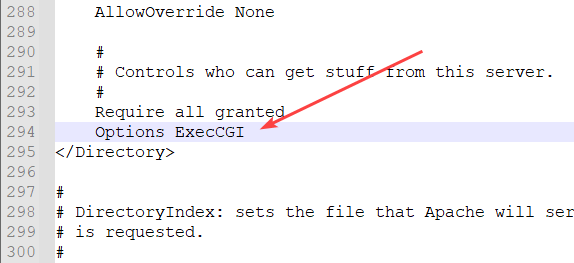 288 AllowOverride None
289
290 #
291 # Controls who can get stuff from this server.
292 #
293 Require all granted
294 Options ExecCGI
295 </Directory>
296
297 #
298 # DirectoryIndex: sets the file that Apache will ser
299 # is requested.
300 #